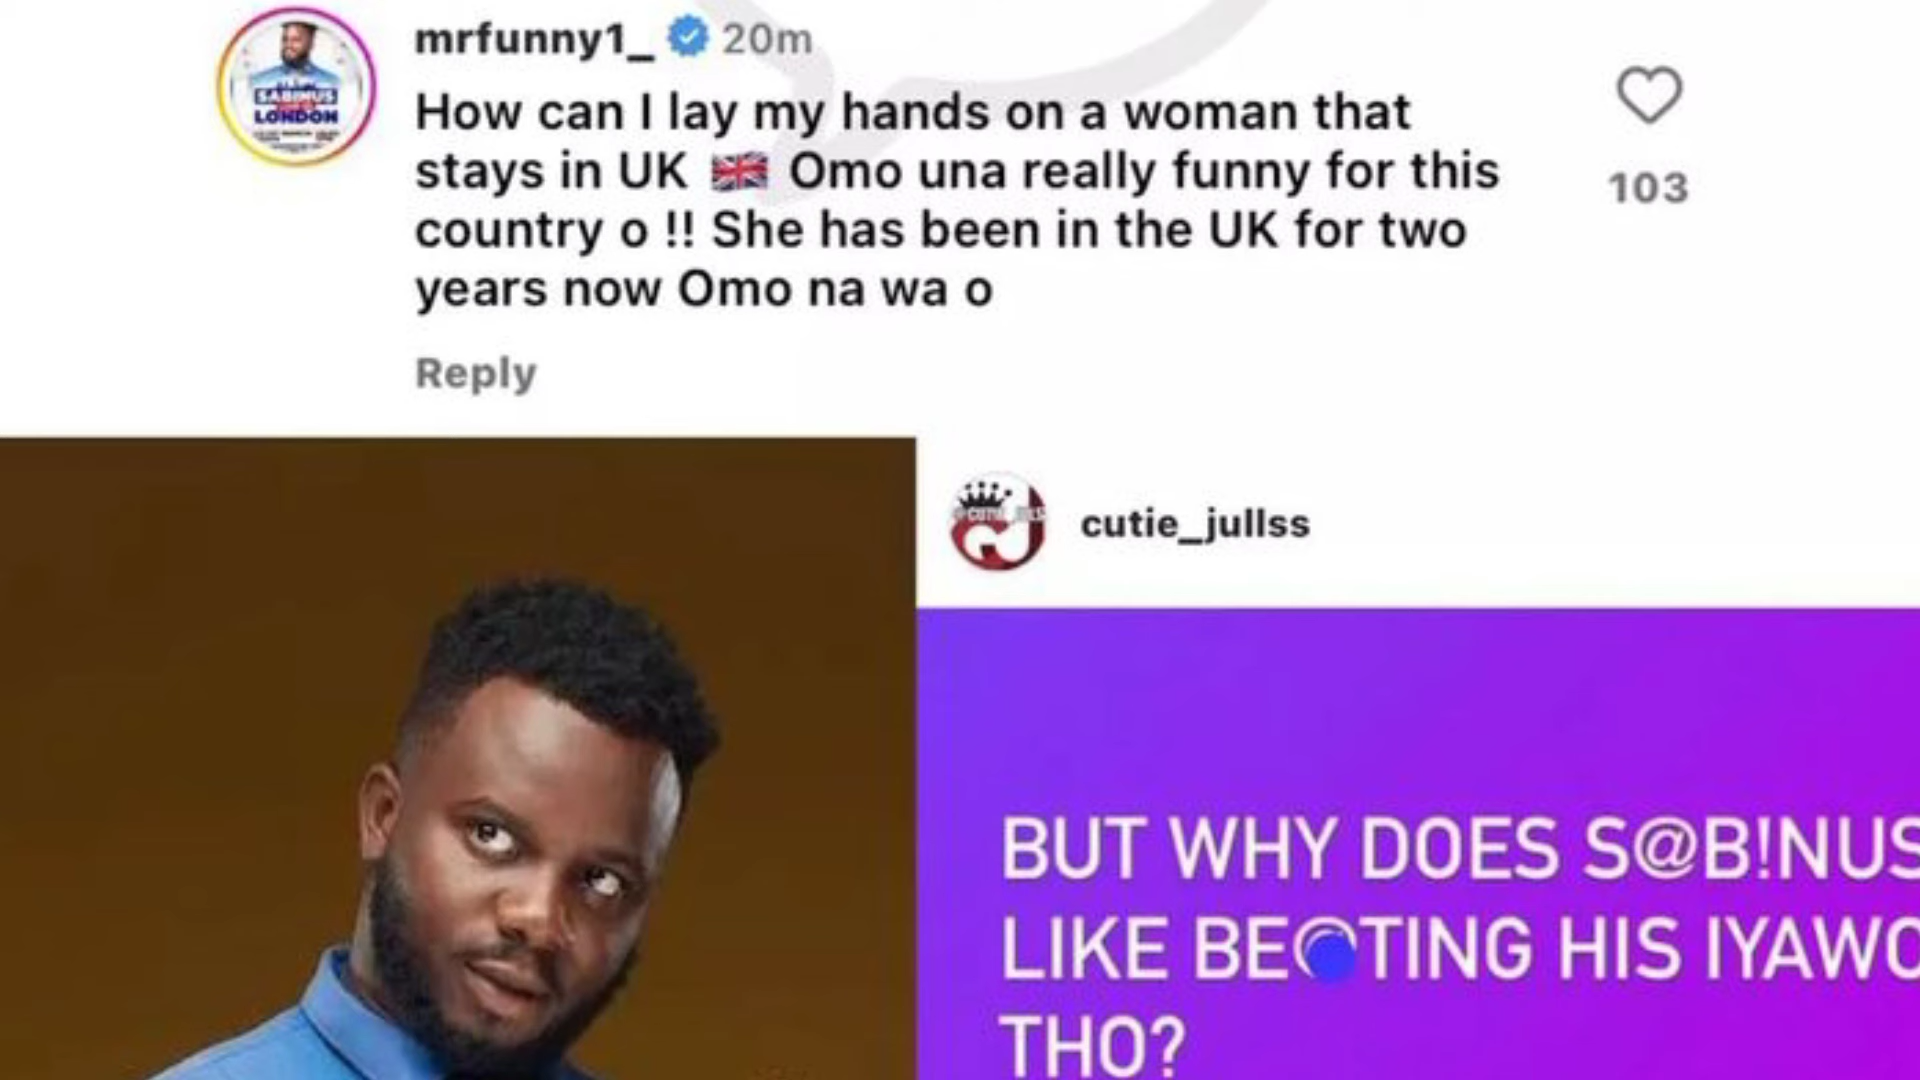 mrfunny1_ 20m
How can I lay my hands on a woman that
stays in UK 🇬🇧 Omo una really funny for this
country o !! She has been in the UK for two
years now Omo na wa o
103
Reply
SABINUS
LONDON
cutie_jullss
BUT WHY DOES S@B!NUS
LIKE BE🔵TING HIS IYAWO
THO?